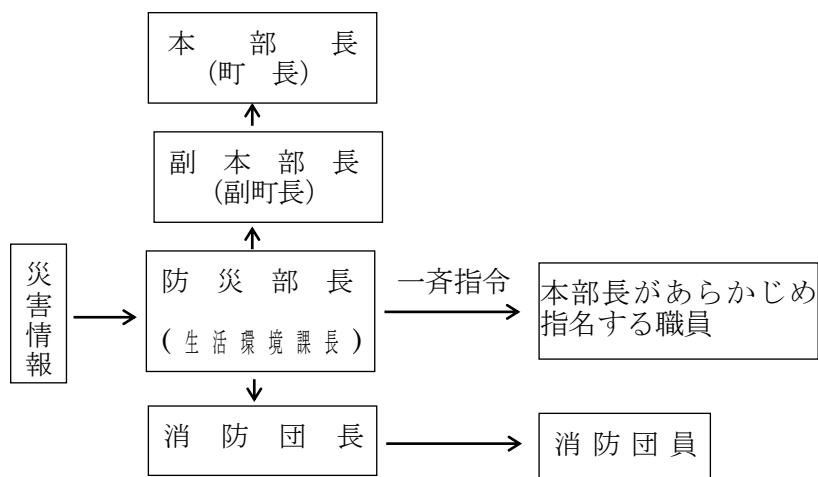 本部長
(町長)
副本部長
(副町長)
災害情報
防災部長
(生活環境課長)
一斉指令
本部長があらかじめ
指名する職員
消防団長
消防団員